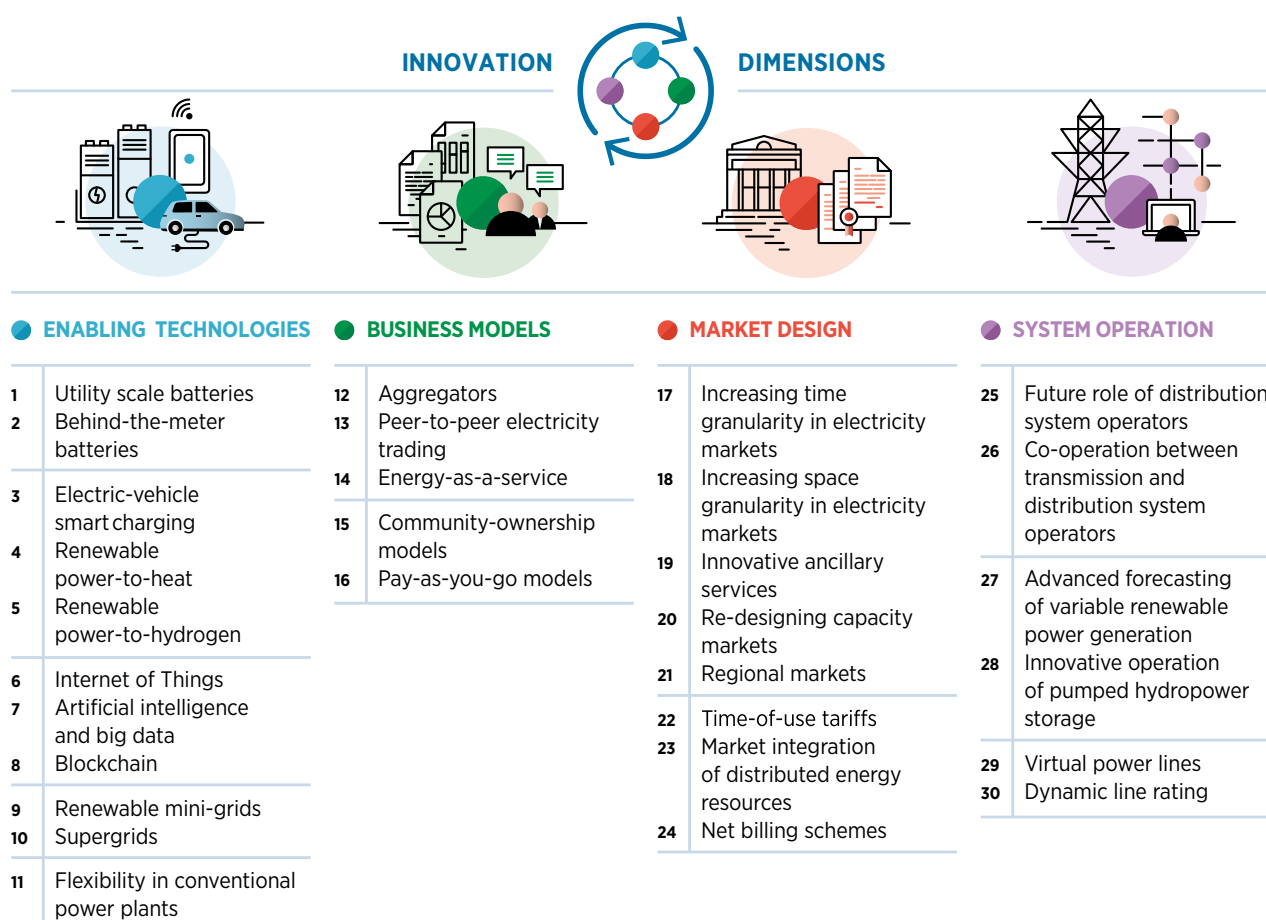 INNOVATION
DIMENSIONS
ENABLING TECHNOLOGIES
1 Utility scale batteries
2 Behind-the-meter
batteries
3 Electric-vehicle
smart charging
4 Renewable
power-to-heat
5 Renewable
power-to-hydrogen
6 Internet of Things
7 Artificial intelligence
and big data
8 Blockchain
9 Renewable mini-grids
10 Supergrids
11 Flexibility in conventional
power plants
BUSINESS MODELS
12 Aggregators
13 Peer-to-peer electricity
trading
14 Energy-as-a-service
15 Community-ownership
models
16 Pay-as-you-go models
MARKET DESIGN
17 Increasing time
granularity in electricity
markets
18 Increasing space
granularity in electricity
markets
19 Innovative ancillary
services
20 Re-designing capacity
markets
21 Regional markets
22 Time-of-use tariffs
23 Market integration
of distributed energy
resources
24 Net billing schemes
SYSTEM OPERATION
25 Future role of distribution
system operators
26 Co-operation between
transmission and
distribution system
operators
27 Advanced forecasting
of variable renewable
power generation
28 Innovative operation
of pumped hydropower
storage
29 Virtual power lines
30 Dynamic line rating